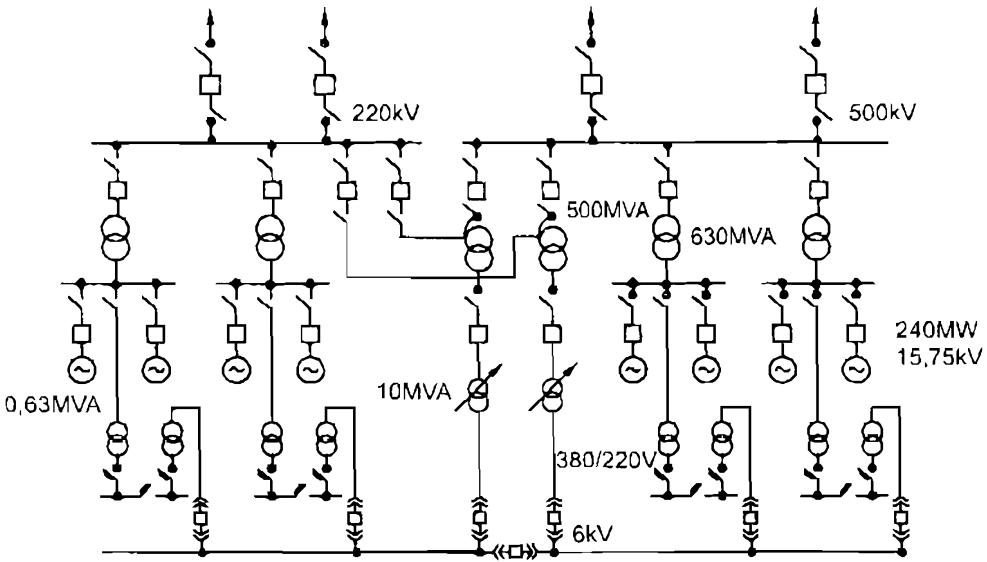 220kV
500kV
500MVA
630MVA
240MW
15,75kV
10MVA
0,63MVA
380/220V
6kV